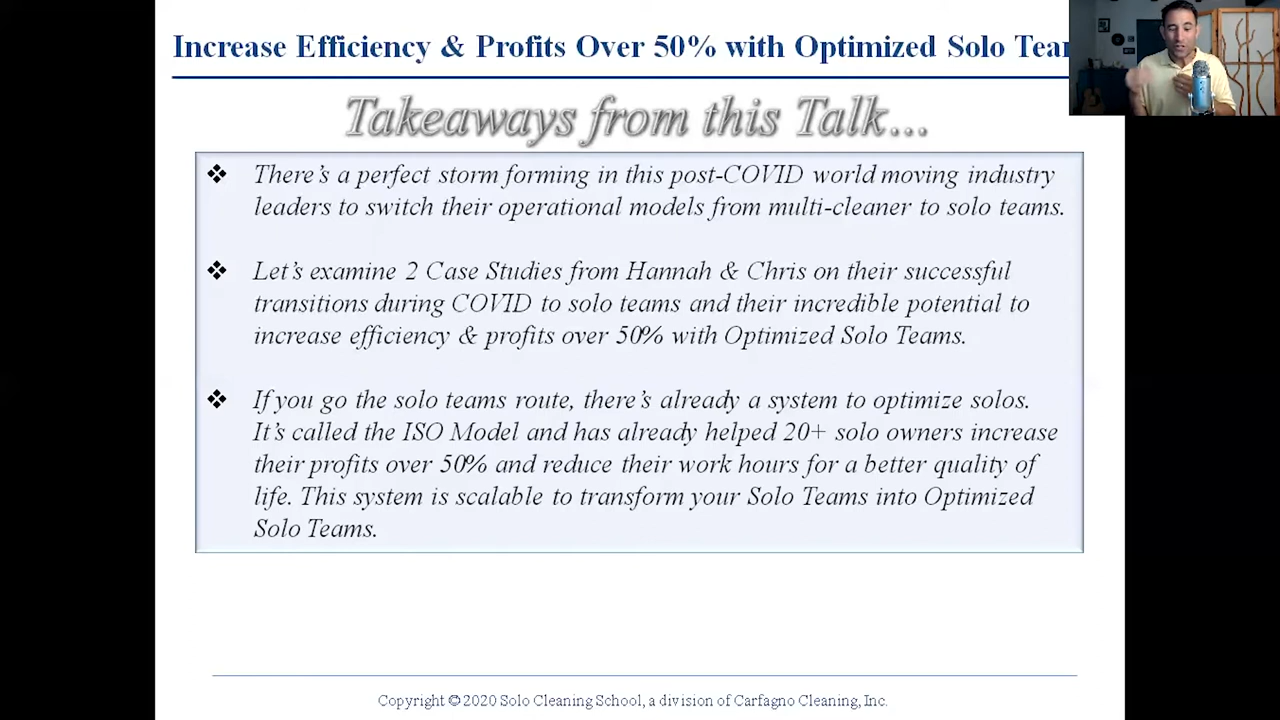 Increase Efficiency & Profits Over 50% with Optimized Solo
Takeaways from this Talk...
❖ There's a perfect storm forming in this post-COVID world moving industry
leaders to switch their operational models from multi-cleaner to solo teams.
❖ Let's examine 2 Case Studies from Hannah & Chris on their successful
transitions during COVID to solo teams and their incredible potential to
increase efficiency & profits over 50% with Optimized Solo Teams.
❖ If you go the solo teams route, there's already a system to optimize solos.
It's called the ISO Model and has already helped 20+ solo owners increase
their profits over 50% and reduce their work hours for a better quality of
life. This system is scalable to transform your Solo Teams into Optimized
Solo Teams.
Copyright © 2020 Solo Cleaning School, a division of Carfagno Cleaning, Inc.